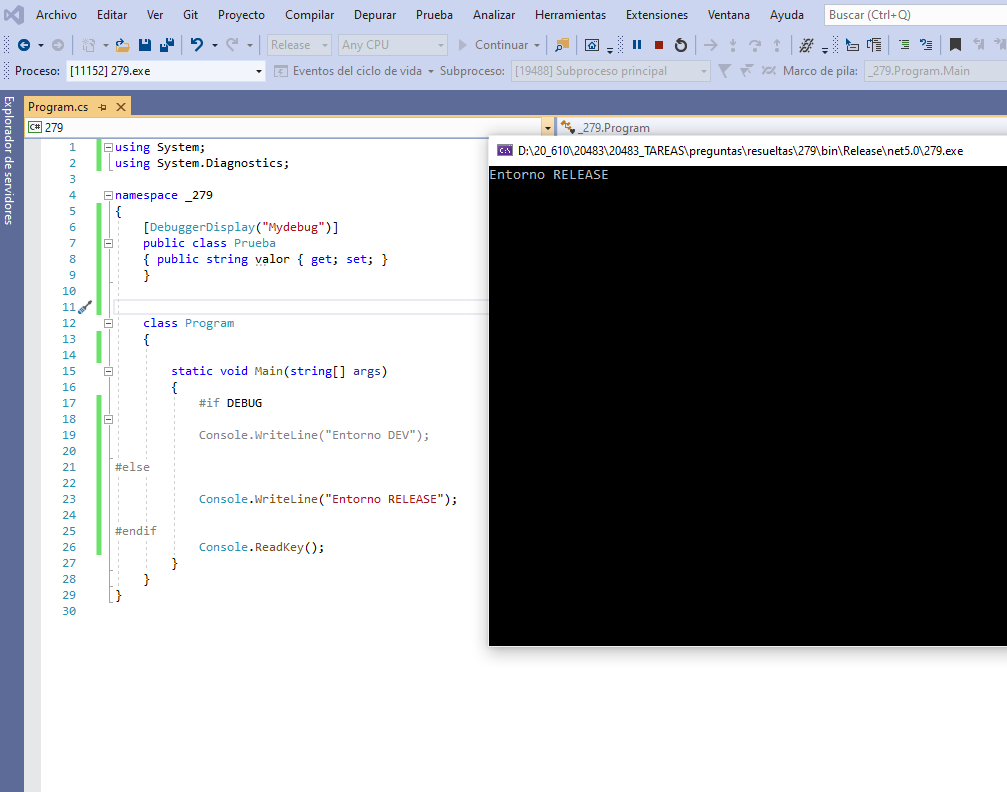 Archivo Editar Ver Git Proyecto Compilar Depurar Prueba Analizar Herramientas Extensiones Ventana Ayuda Buscar (Ctrl+Q)
Release Any CPU Continuar
Proceso: [11152] 279.exe Eventos del ciclo de vida Subproceso: [19488] Subproceso principal Marco de pila: _279.Program.Main
Explorador de servidores
Program.cs
C# 279 _279.Program
D:\20_610\20483\20483_TAREAS\preguntas\resueltas\279\bin\Release\net5.0\279.exe
Entorno RELEASE
1 using System;
2 using System.Diagnostics;
3
4 namespace _279
5 {
6 [DebuggerDisplay("Mydebug")]
7 public class Prueba
8 { public string valor { get; set; }
9 }
10
11
12 class Program
13 {
14
15 static void Main(string[] args)
16 {
17 #if DEBUG
18
19 Console.WriteLine("Entorno DEV");
20
21 #else
22
23 Console.WriteLine("Entorno RELEASE");
24
25 #endif
26 Console.ReadKey();
27 }
28 }
29 }
30